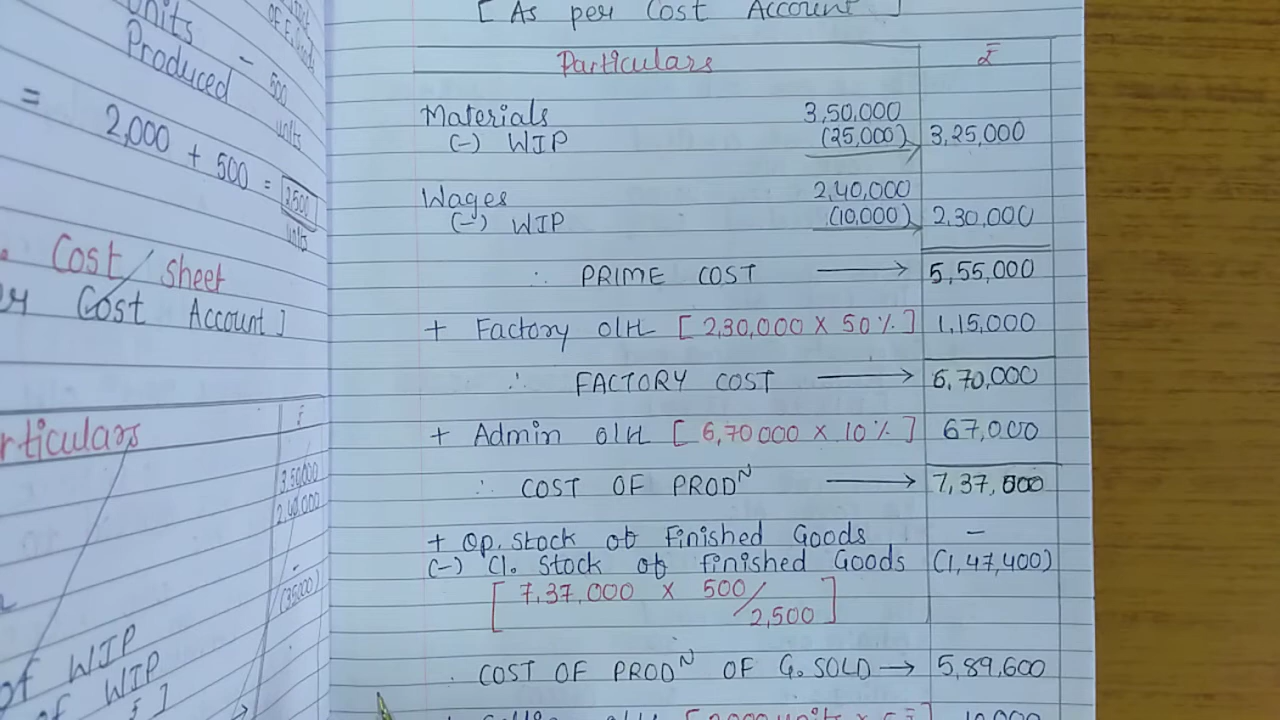 Units
Produced
- 500
units
= 2,000 + 500 = 2,500
units
Cost Sheet
Cost Account ]
rticulars ₹
3,50,000
2,40,000
-
(35000)
of WIP
of WIP
[ As per Cost Account ]
Particulars ₹
Materials 3,50,000
(-) WIP (25,000) 3,25,000
Wages 2,40,000
(-) WIP (10,000) 2,30,000
∴ PRIME COST → 5,55,000
+ Factory O/H [ 2,30,000 X 50 % ] 1,15,000
∴ FACTORY COST → 6,70,000
+ Admin O/H [ 6,70 000 X 10 % ] 67,000
∴ COST OF PRODᴺ → 7,37,000
+ Op. Stock of Finished Goods -
(-) Cl. Stock of finished Goods (1,47,400)
[ 7,37,000 X 500/2,500 ]
COST OF PRODᴺ OF G. SOLD → 5,89,600